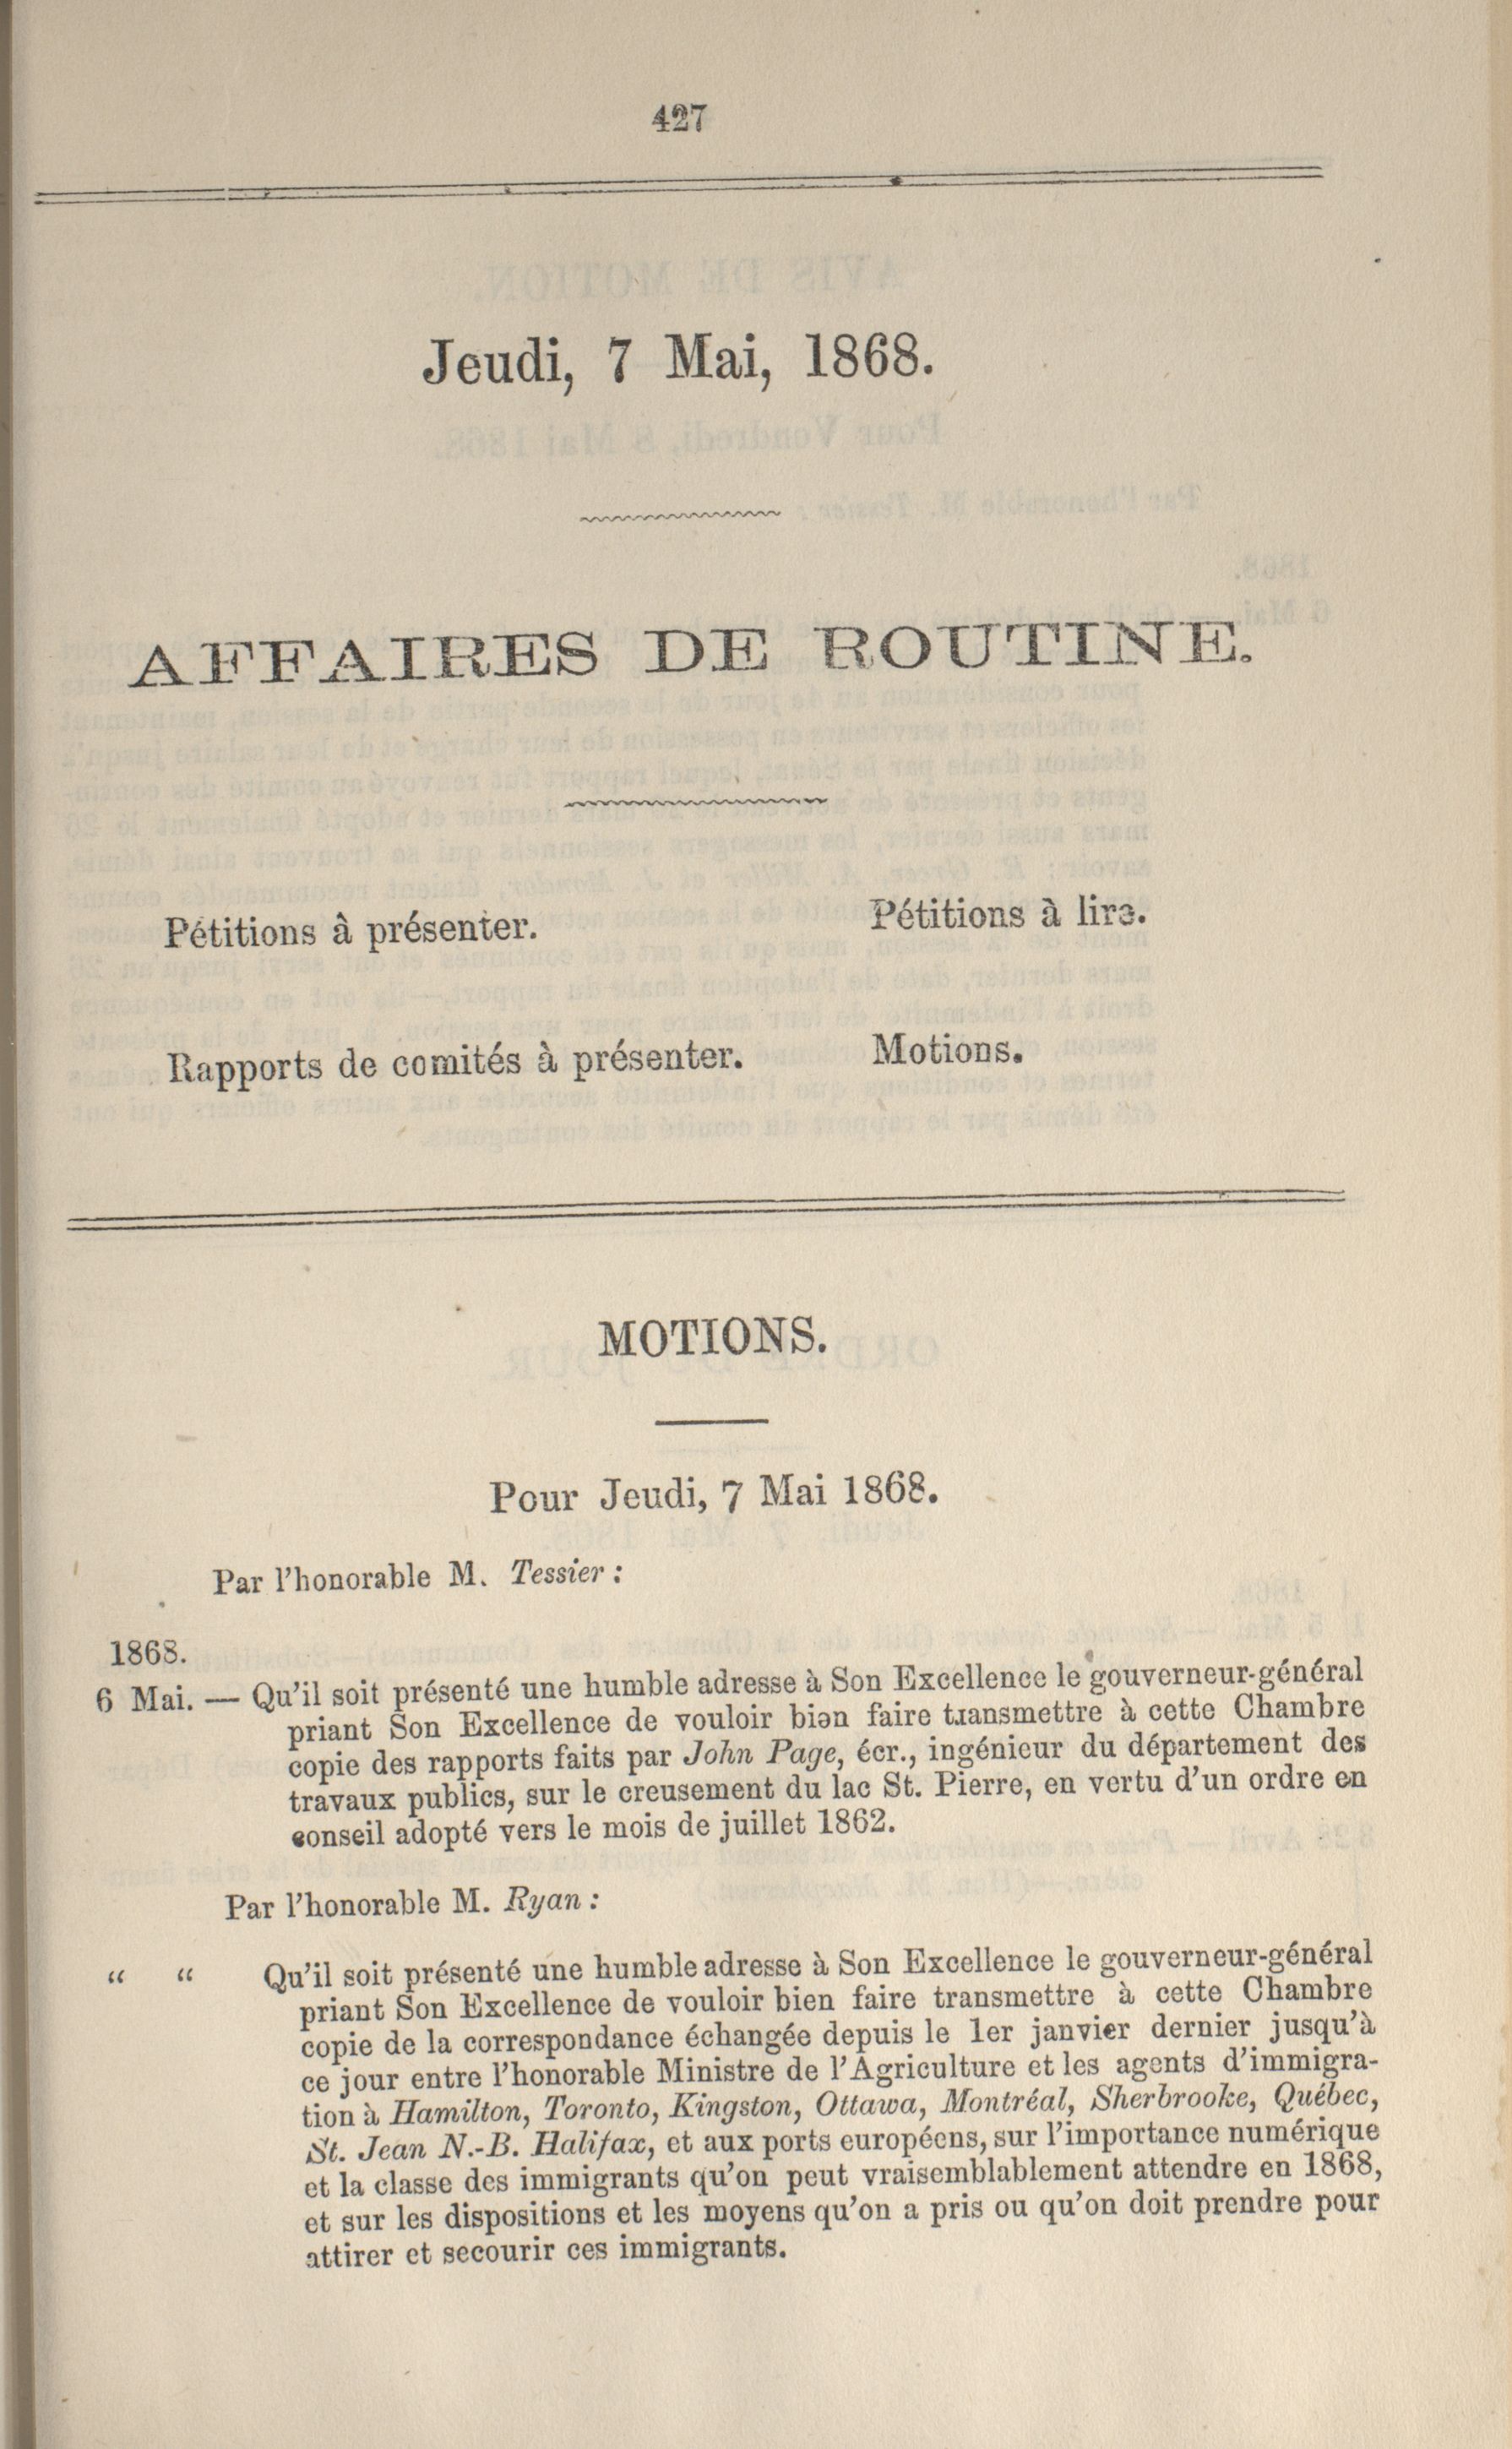 427
Jeudi, 7 Mai, 1868.
AFFAIRES DE ROUTINE.
Pétitions à présenter. Pétitions à lire.
Rapports de comités à présenter. Motions.
MOTIONS.
Pour Jeudi, 7 Mai 1868.
Par l'honorable M. Tessier :
1868.
6 Mai. — Qu'il soit présenté une humble adresse à Son Excellence le gouverneur-général
priant Son Excellence de vouloir bien faire transmettre à cette Chambre
copie des rapports faits par John Page, écr., ingénieur du département des
travaux publics, sur le creusement du lac St. Pierre, en vertu d'un ordre en
conseil adopté vers le mois de juillet 1862.
Par l'honorable M. Ryan :
“ “ Qu'il soit présenté une humble adresse à Son Excellence le gouverneur-général
priant Son Excellence de vouloir bien faire transmettre à cette Chambre
copie de la correspondance échangée depuis le 1er janvier dernier jusqu'à
ce jour entre l'honorable Ministre de l'Agriculture et les agents d'immigra-
tion à Hamilton, Toronto, Kingston, Ottawa, Montréal, Sherbrooke, Québec,
St. Jean N.-B. Halifax, et aux ports européens, sur l'importance numérique
et la classe des immigrants qu'on peut vraisemblablement attendre en 1868,
et sur les dispositions et les moyens qu'on a pris ou qu'on doit prendre pour
attirer et secourir ces immigrants.